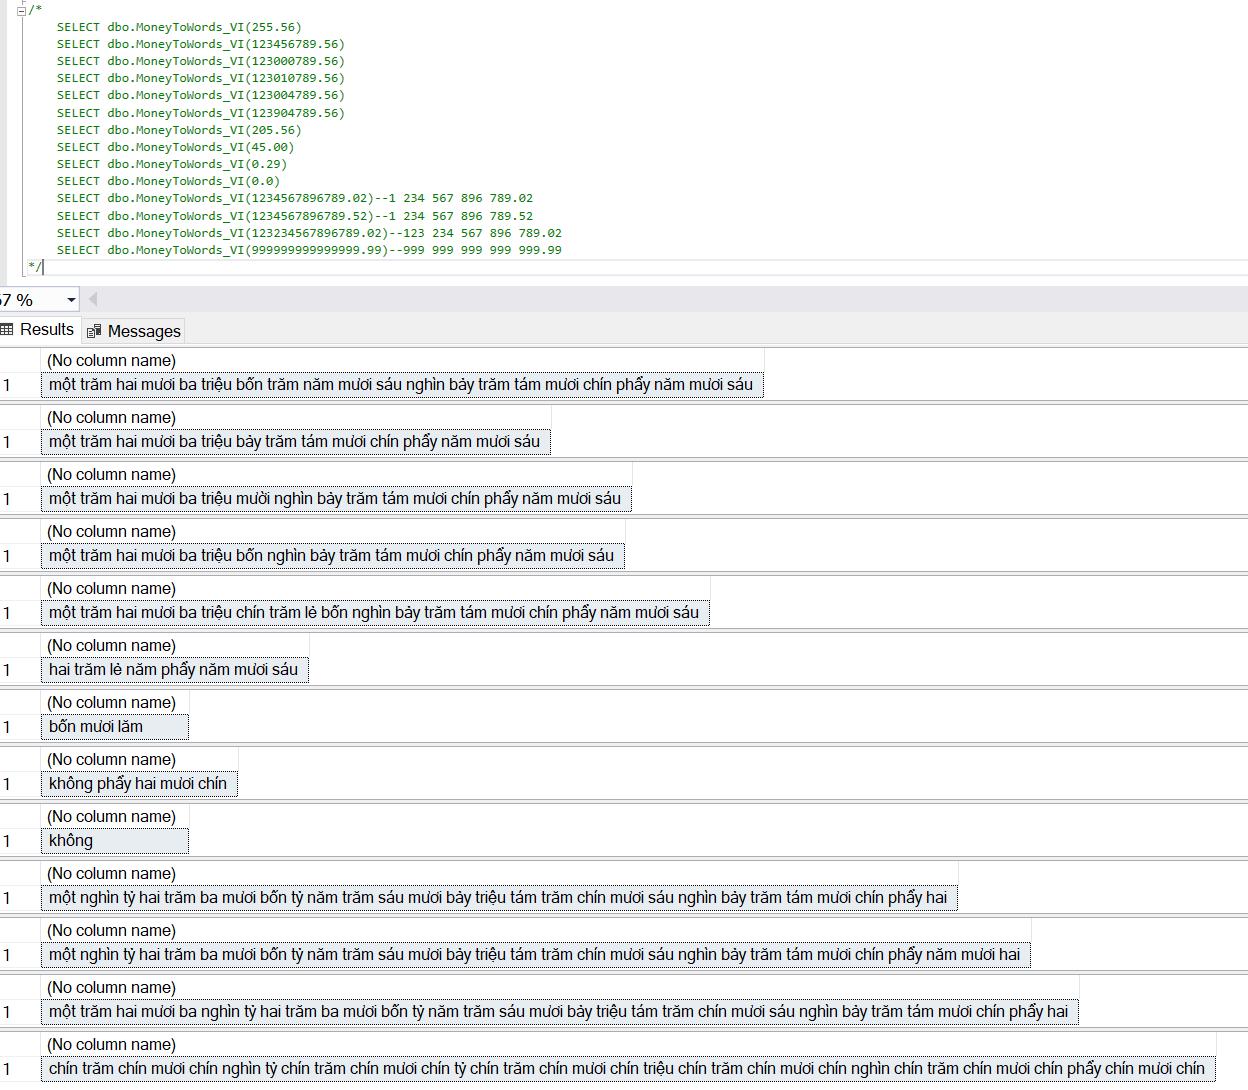 /*
SELECT dbo.MoneyToWords_VI(255.56)
SELECT dbo.MoneyToWords_VI(123456789.56)
SELECT dbo.MoneyToWords_VI(123000789.56)
SELECT dbo.MoneyToWords_VI(123010789.56)
SELECT dbo.MoneyToWords_VI(123004789.56)
SELECT dbo.MoneyToWords_VI(123904789.56)
SELECT dbo.MoneyToWords_VI(205.56)
SELECT dbo.MoneyToWords_VI(45.00)
SELECT dbo.MoneyToWords_VI(0.29)
SELECT dbo.MoneyToWords_VI(0.0)
SELECT dbo.MoneyToWords_VI(1234567896789.02)--1 234 567 896 789.02
SELECT dbo.MoneyToWords_VI(1234567896789.52)--1 234 567 896 789.52
SELECT dbo.MoneyToWords_VI(123234567896789.02)--123 234 567 896 789.02
SELECT dbo.MoneyToWords_VI(999999999999999.99)--999 999 999 999 999.99
*/
7 %
Results Messages
(No column name)
1 một trăm hai mươi ba triệu bốn trăm năm mươi sáu nghìn bảy trăm tám mươi chín phẩy năm mươi sáu
(No column name)
1 một trăm hai mươi ba triệu bảy trăm tám mươi chín phẩy năm mươi sáu
(No column name)
1 một trăm hai mươi ba triệu mười nghìn bảy trăm tám mươi chín phẩy năm mươi sáu
(No column name)
1 một trăm hai mươi ba triệu bốn nghìn bảy trăm tám mươi chín phẩy năm mươi sáu
(No column name)
1 một trăm hai mươi ba triệu chín trăm lẻ bốn nghìn bảy trăm tám mươi chín phẩy năm mươi sáu
(No column name)
1 hai trăm lẻ năm phẩy năm mươi sáu
(No column name)
1 bốn mươi lăm
(No column name)
1 không phẩy hai mươi chín
(No column name)
1 không
(No column name)
1 một nghìn tỷ hai trăm ba mươi bốn tỷ năm trăm sáu mươi bảy triệu tám trăm chín mươi sáu nghìn bảy trăm tám mươi chín phẩy hai
(No column name)
1 một nghìn tỷ hai trăm ba mươi bốn tỷ năm trăm sáu mươi bảy triệu tám trăm chín mươi sáu nghìn bảy trăm tám mươi chín phẩy năm mươi hai
(No column name)
1 một trăm hai mươi ba nghìn tỷ hai trăm ba mươi bốn tỷ năm trăm sáu mươi bảy triệu tám trăm chín mươi sáu nghìn bảy trăm tám mươi chín phẩy hai
(No column name)
1 chín trăm chín mươi chín nghìn tỷ chín trăm chín mươi chín tỷ chín trăm chín mươi chín triệu chín trăm chín mươi chín nghìn chín trăm chín mươi chín phẩy chín mươi chín